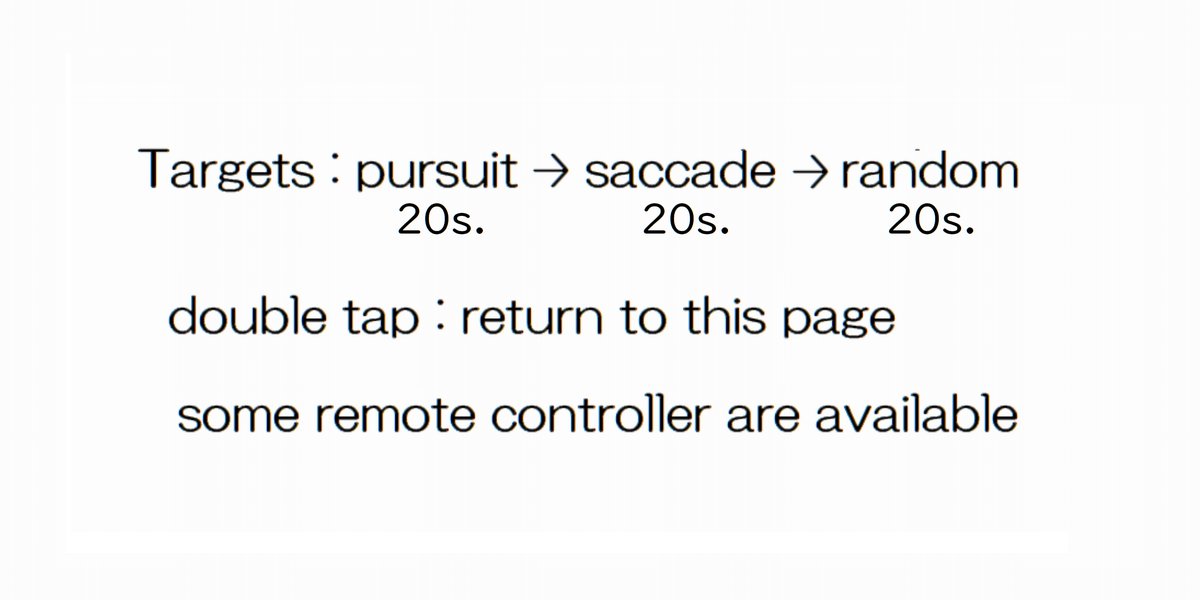 Targets : pursuit → saccade → random
20s. 20s. 20s.
double tap : return to this page
some remote controller are available